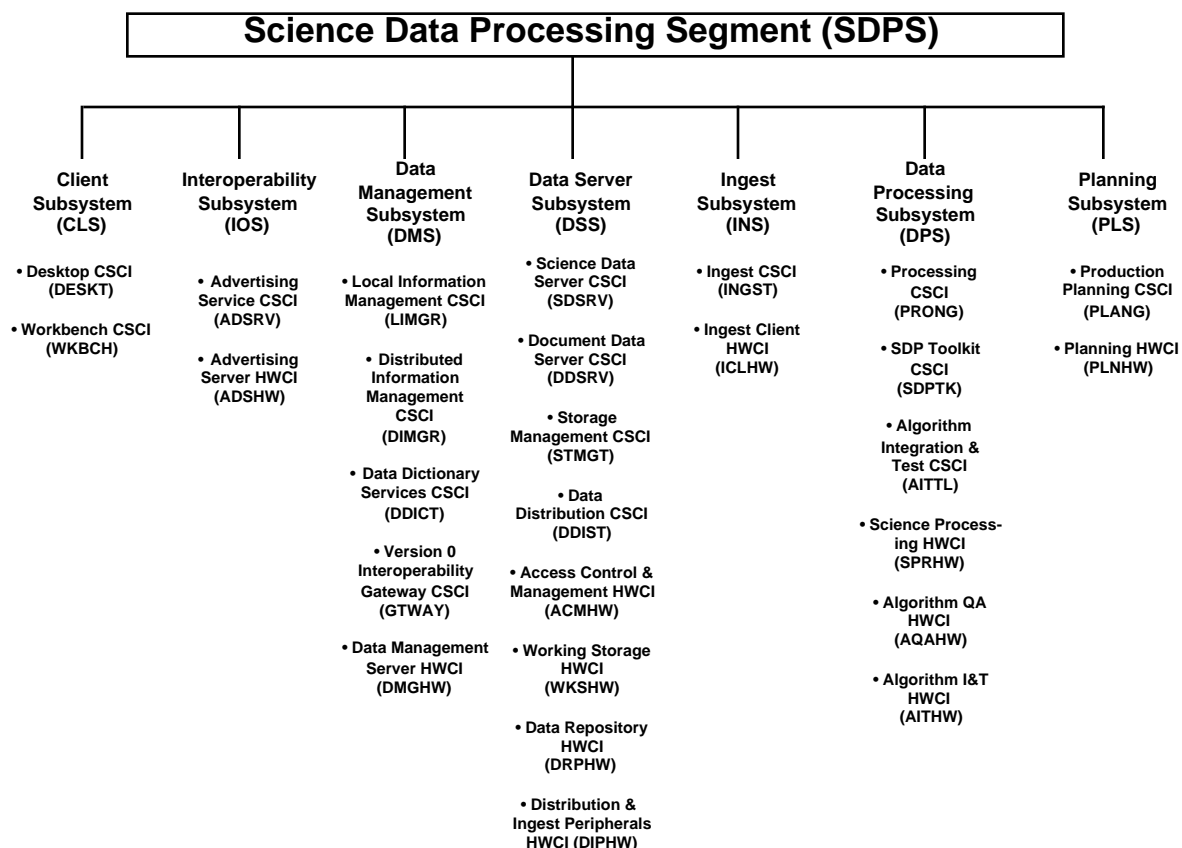 Science Data Processing Segment (SDPS)
Client
Subsystem
(CLS)
• Desktop CSCI
(DESKT)
• Workbench CSCI
(WKBCH)
Interoperability
Subsystem
(IOS)
• Advertising
Service CSCI
(ADSRV)
• Advertising
Server HWCI
(ADSHW)
Data
Management
Subsystem
(DMS)
• Local Information
Management CSCI
(LIMGR)
• Distributed
Information
Management
CSCI
(DIMGR)
• Data Dictionary
Services CSCI
(DDICT)
• Version 0
Interoperability
Gateway CSCI
(GTWAY)
• Data Management
Server HWCI
(DMGHW)
Data Server
Subsystem
(DSS)
• Science Data
Server CSCI
(SDSRV)
• Document Data
Server CSCI
(DDSRV)
• Storage
Management CSCI
(STMGT)
• Data
Distribution CSCI
(DDIST)
• Access Control &
Management HWCI
(ACMHW)
• Working Storage
HWCI
(WKSHW)
• Data Repository
HWCI
(DRPHW)
• Distribution &
Ingest Peripherals
HWCI (DIPHW)
Ingest
Subsystem
(INS)
• Ingest CSCI
(INGST)
• Ingest Client
HWCI
(ICLHW)
Data
Processing
Subsystem
(DPS)
• Processing
CSCI
(PRONG)
• SDP Toolkit
CSCI
(SDPTK)
• Algorithm
Integration &
Test CSCI
(AITTL)
• Science Process-
ing HWCI
(SPRHW)
• Algorithm QA
HWCI
(AQAHW)
• Algorithm I&T
HWCI
(AITHW)
Planning
Subsystem
(PLS)
• Production
Planning CSCI
(PLANG)
• Planning HWCI
(PLNHW)